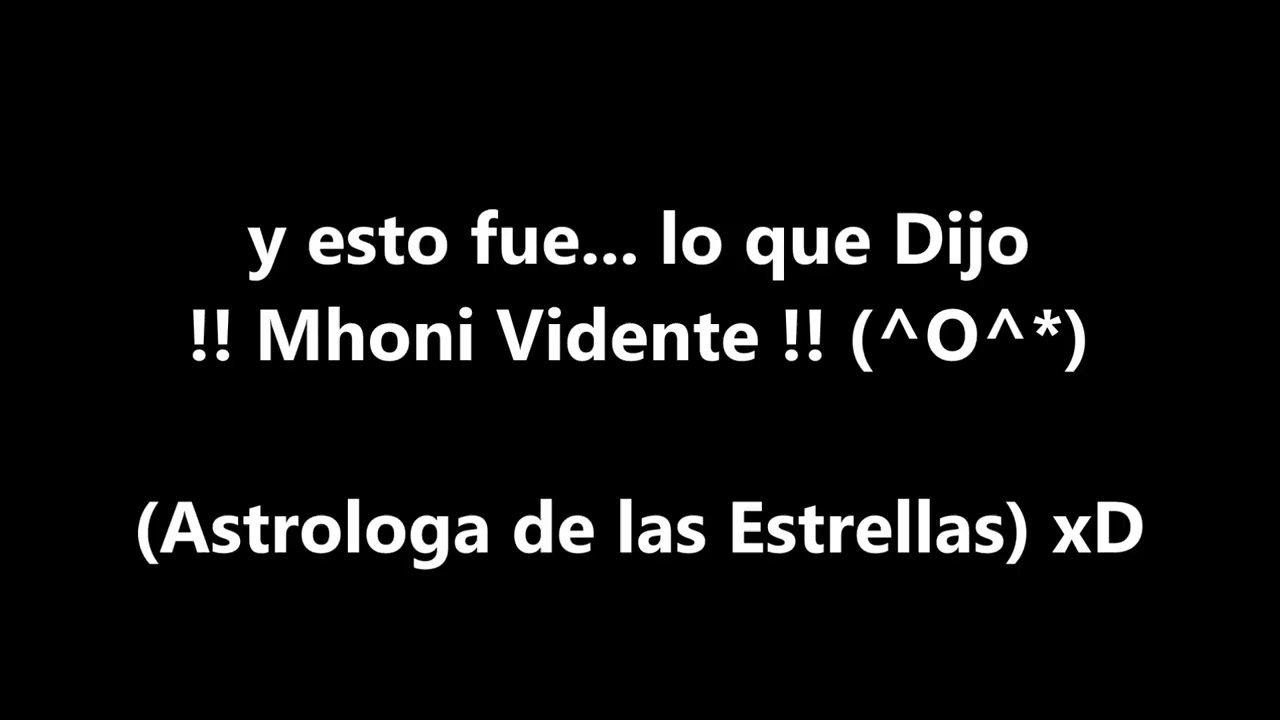 y esto fue... lo que Dijo
!! Mhoni Vidente !! (^O^*)
(Astrologa de las Estrellas) xD